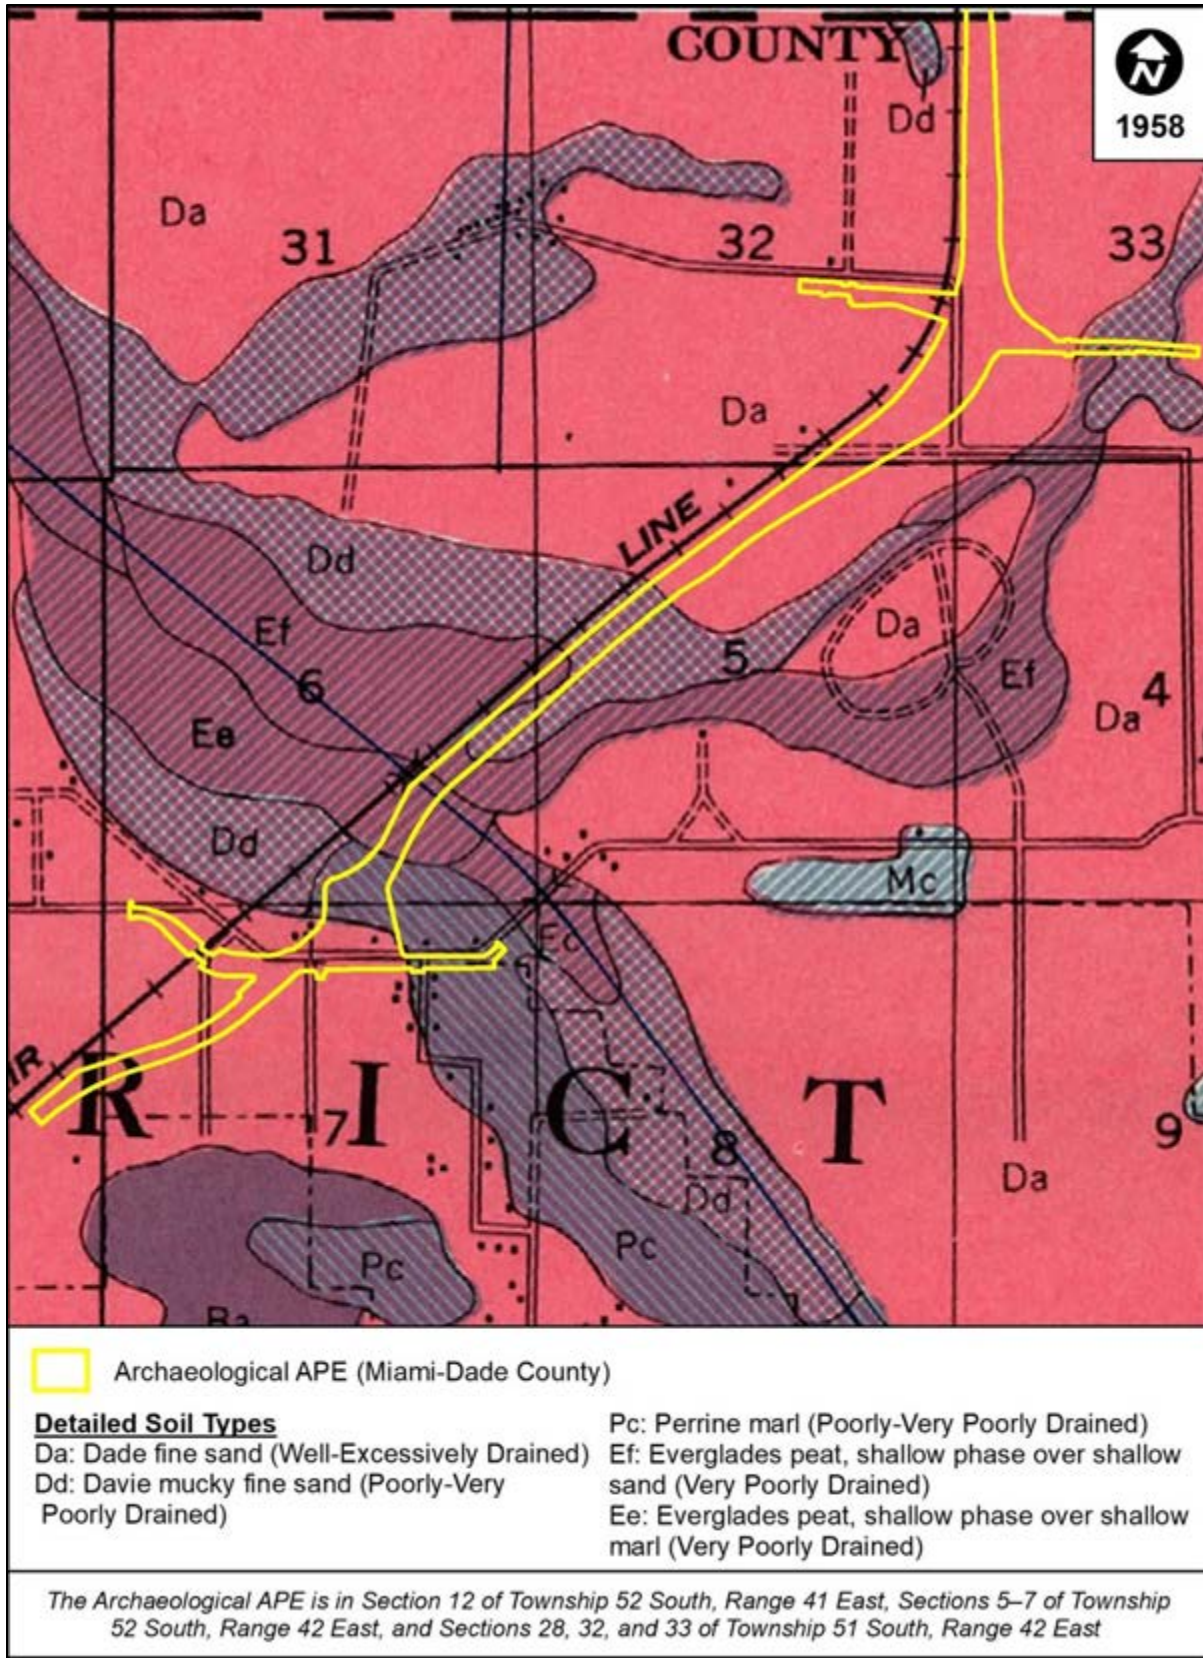 COUNTY
N
1958
Dd
Da
31
32
33
Da
LINE
Dd
Da
Ef
5
Ef
6
Da
4
Ee
Dd
Mc
Ec
IR
R I C T
7
8
9
Dd
Da
Pc
Pc
Ba
Archaeological APE (Miami-Dade County)
Detailed Soil Types
Da: Dade fine sand (Well-Excessively Drained)
Dd: Davie mucky fine sand (Poorly-Very
Poorly Drained)
Pc: Perrine marl (Poorly-Very Poorly Drained)
Ef: Everglades peat, shallow phase over shallow
sand (Very Poorly Drained)
Ee: Everglades peat, shallow phase over shallow
marl (Very Poorly Drained)
The Archaeological APE is in Section 12 of Township 52 South, Range 41 East, Sections 5–7 of Township
52 South, Range 42 East, and Sections 28, 32, and 33 of Township 51 South, Range 42 East